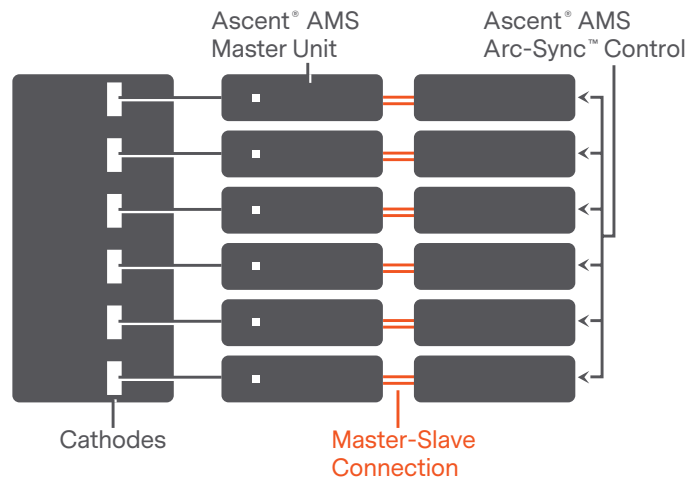 Ascent® AMS
Master Unit
Ascent® AMS
Arc-Sync™ Control
Cathodes
Master-Slave
Connection